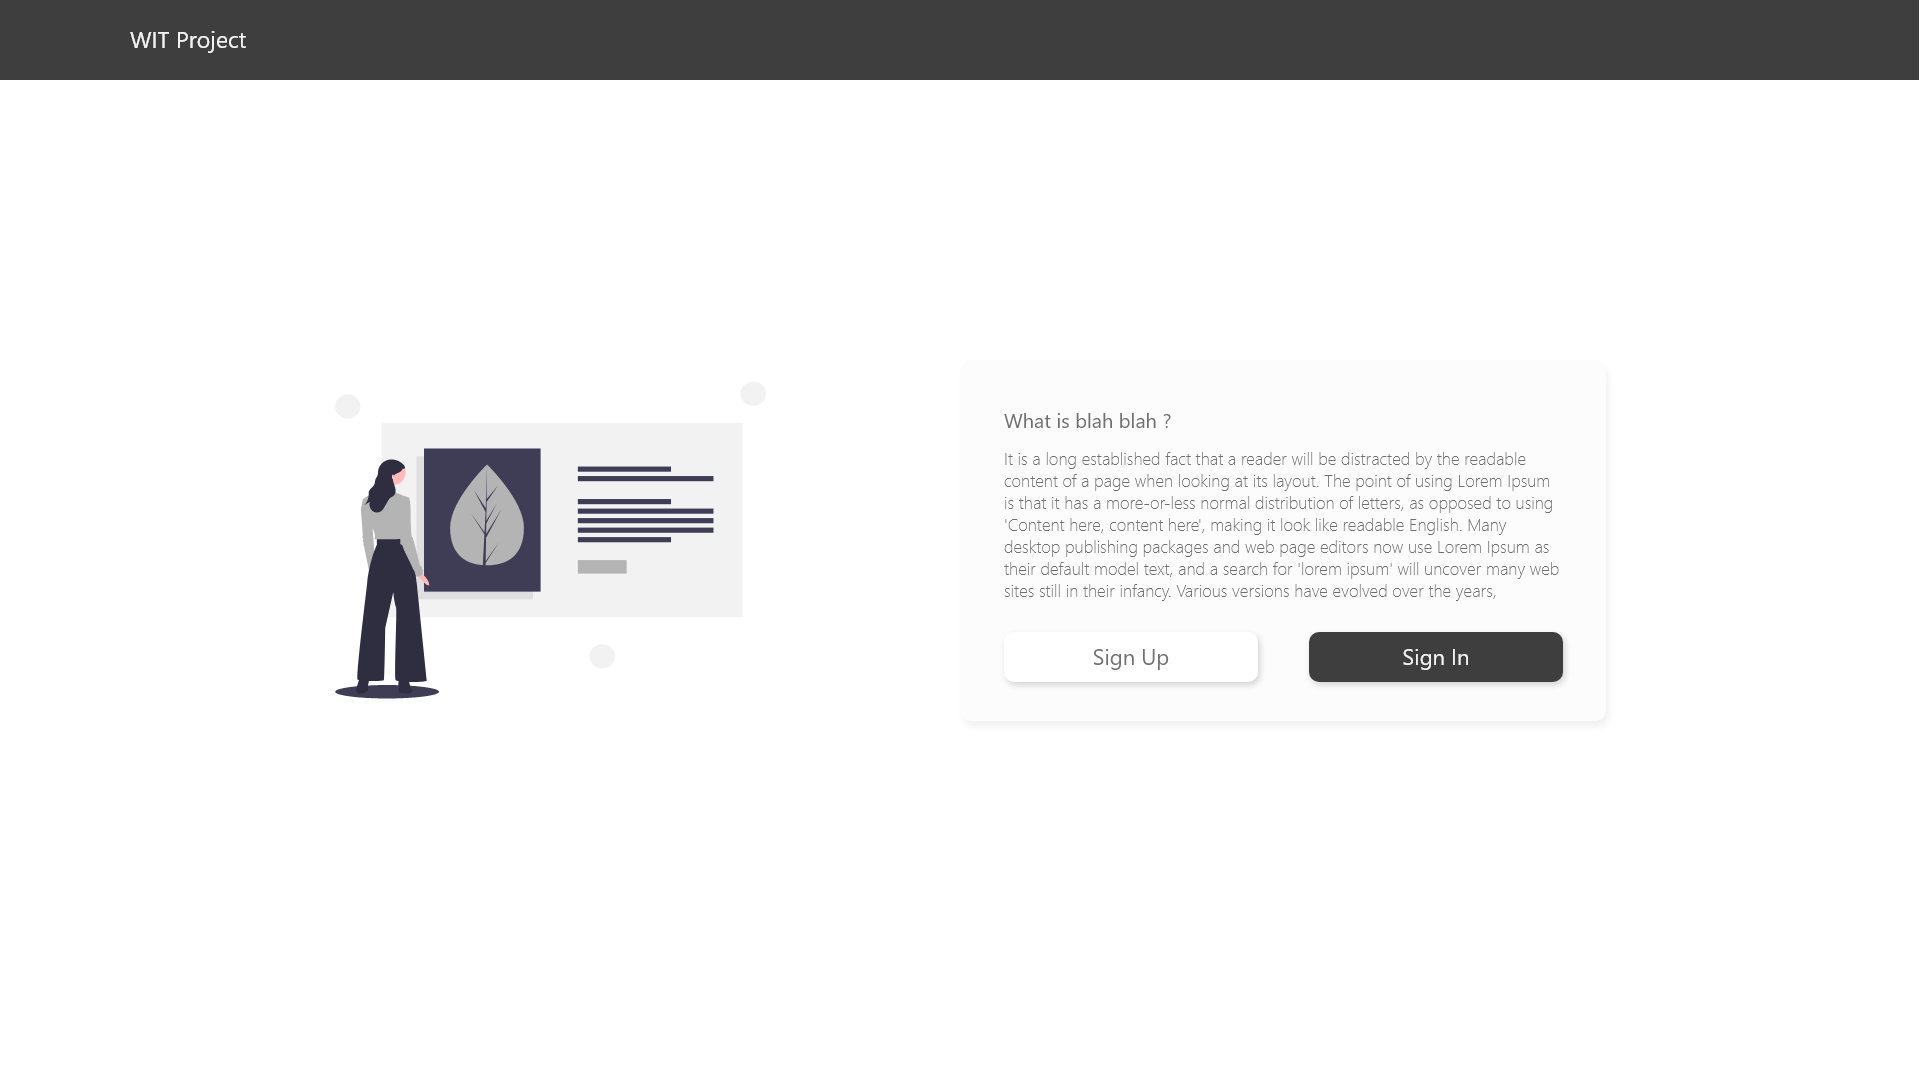 WIT Project
What is blah blah ?
It is a long established fact that a reader will be distracted by the readable
content of a page when looking at its layout. The point of using Lorem Ipsum
is that it has a more-or-less normal distribution of letters, as opposed to using
'Content here, content here', making it look like readable English. Many
desktop publishing packages and web page editors now use Lorem Ipsum as
their default model text, and a search for 'lorem ipsum' will uncover many web
sites still in their infancy. Various versions have evolved over the years,
Sign Up
Sign In